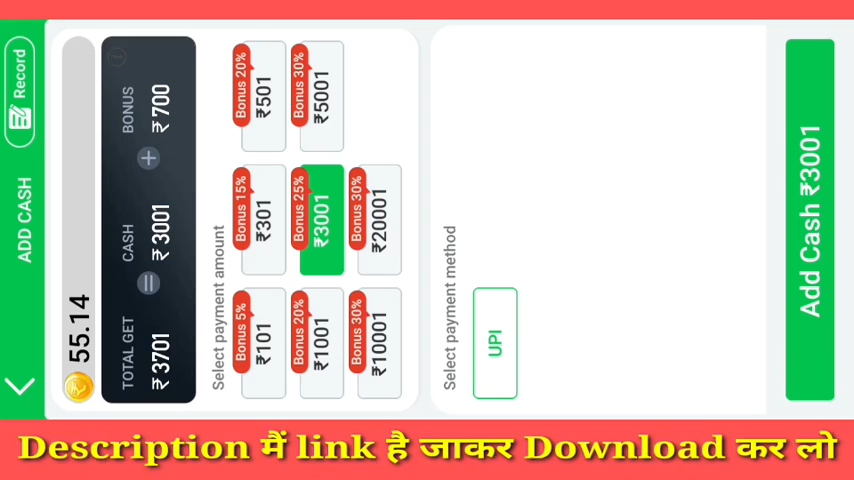 ADD CASH
Record
55.14
TOTAL GET
₹ 3701
=
CASH
₹ 3001
+
BONUS
₹ 700
Select payment amount
Bonus 5%
₹101
Bonus 15%
₹301
Bonus 20%
₹501
Bonus 20%
₹1001
Bonus 25%
₹3001
Bonus 30%
₹5001
Bonus 30%
₹10001
Bonus 30%
₹20001
Select payment method
UPI
Add Cash ₹3001
Description मैं link है जाकर Download कर लो